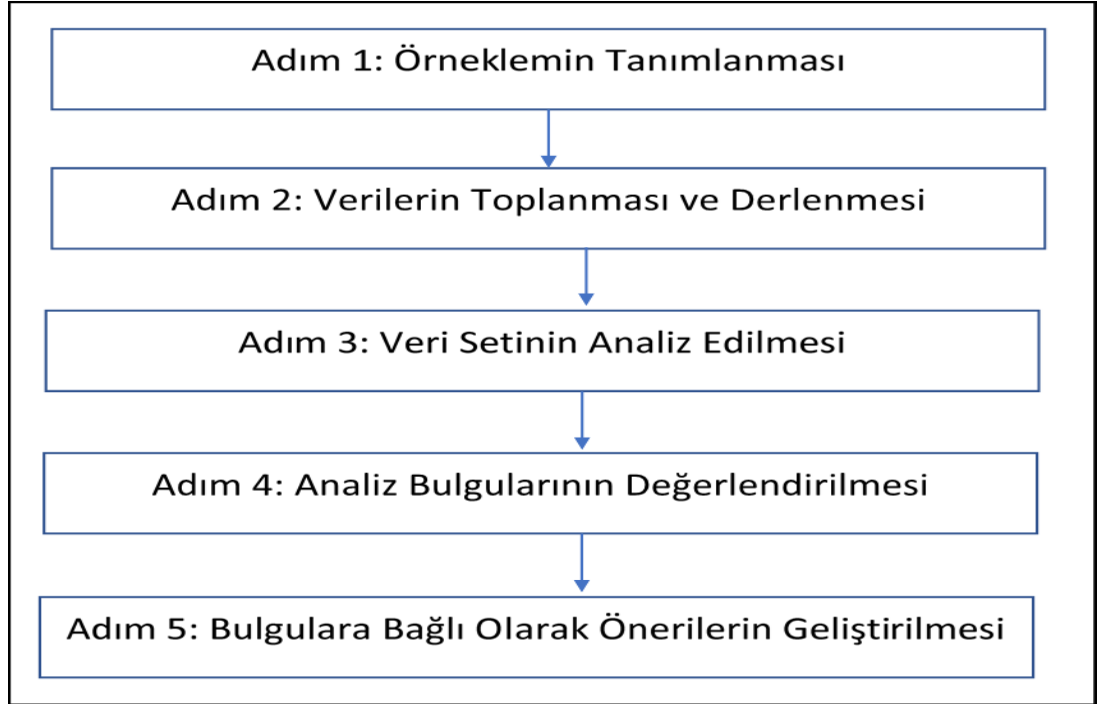 Adım 1: Örneklemin Tanımlanması
Adım 2: Verilerin Toplanması ve Derlenmesi
Adım 3: Veri Setinin Analiz Edilmesi
Adım 4: Analiz Bulgularının Değerlendirilmesi
Adım 5: Bulgulara Bağlı Olarak Önerilerin Geliştirilmesi